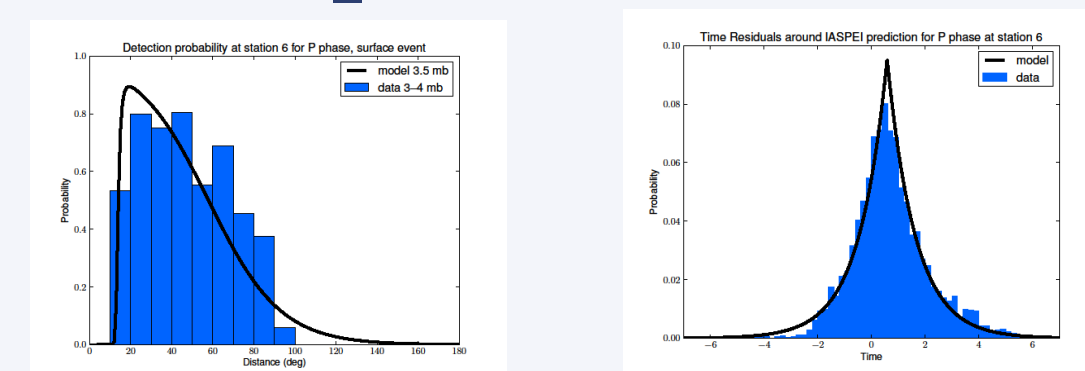 Detection probability at station 6 for P phase, surface event
1.0
0.8
0.6
0.4
0.2
0.0
Probability
model 3.5 mb
data 3–4 mb
0 20 40 60 80 100 120 140 160 180
Distance (deg)
Time Residuals around IASPEI prediction for P phase at station 6
0.10
0.08
0.06
0.04
0.02
0.00
Probability
model
data
−6 −4 −2 0 2 4 6
Time